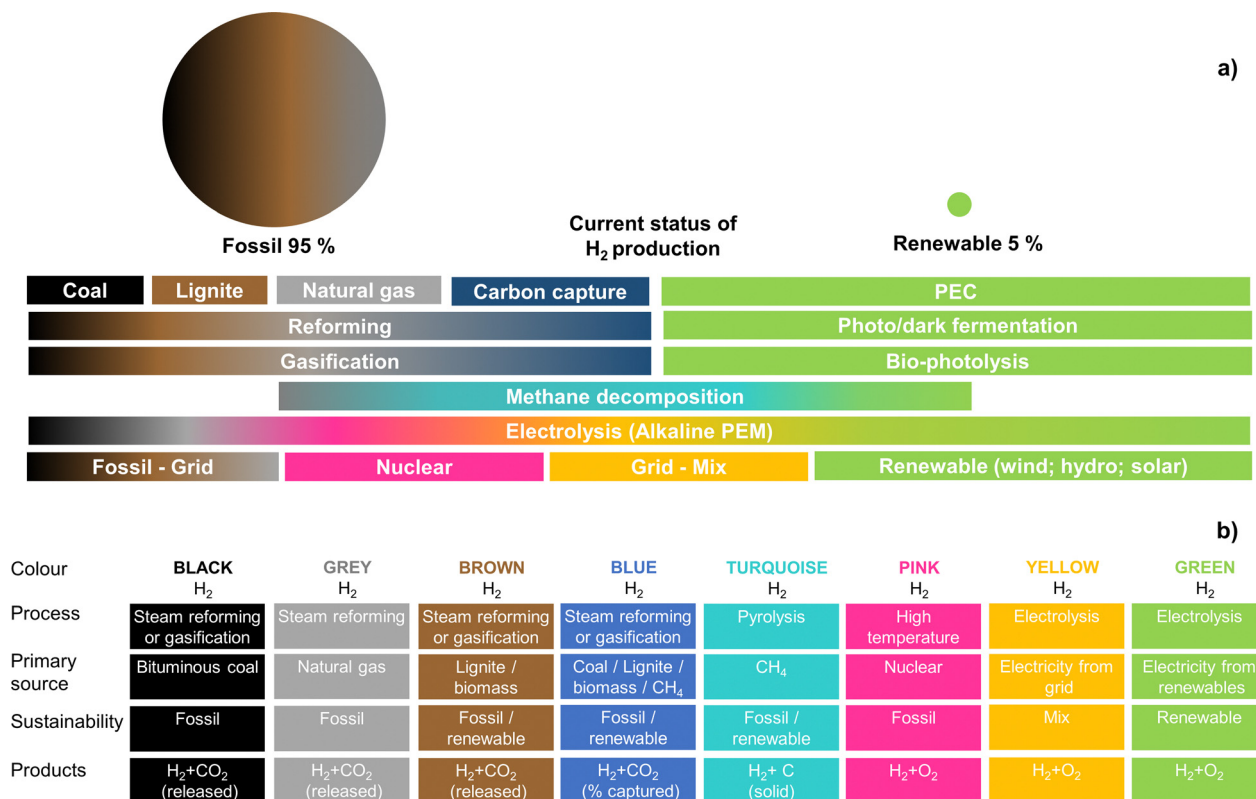 a)
Fossil 95 %
Current status of
H₂ production
Renewable 5 %
Coal
Lignite
Natural gas
Carbon capture
PEC
Reforming
Photo/dark fermentation
Gasification
Bio-photolysis
Methane decomposition
Electrolysis (Alkaline PEM)
Fossil - Grid
Nuclear
Grid - Mix
Renewable (wind; hydro; solar)
b)
Colour
BLACK
H₂
GREY
H₂
BROWN
H₂
BLUE
H₂
TURQUOISE
H₂
PINK
H₂
YELLOW
H₂
GREEN
H₂
Process
Steam reforming
or gasification
Steam reforming
Steam reforming
or gasification
Steam reforming
or gasification
Pyrolysis
High
temperature
Electrolysis
Electrolysis
Primary
source
Bituminous coal
Natural gas
Lignite /
biomass
Coal / Lignite /
biomass / CH₄
CH₄
Nuclear
Electricity from
grid
Electricity from
renewables
Sustainability
Fossil
Fossil
Fossil /
renewable
Fossil /
renewable
Fossil /
renewable
Fossil
Mix
Renewable
Products
H₂+CO₂
(released)
H₂+CO₂
(released)
H₂+CO₂
(released)
H₂+CO₂
(% captured)
H₂+ C
(solid)
H₂+O₂
H₂+O₂
H₂+O₂